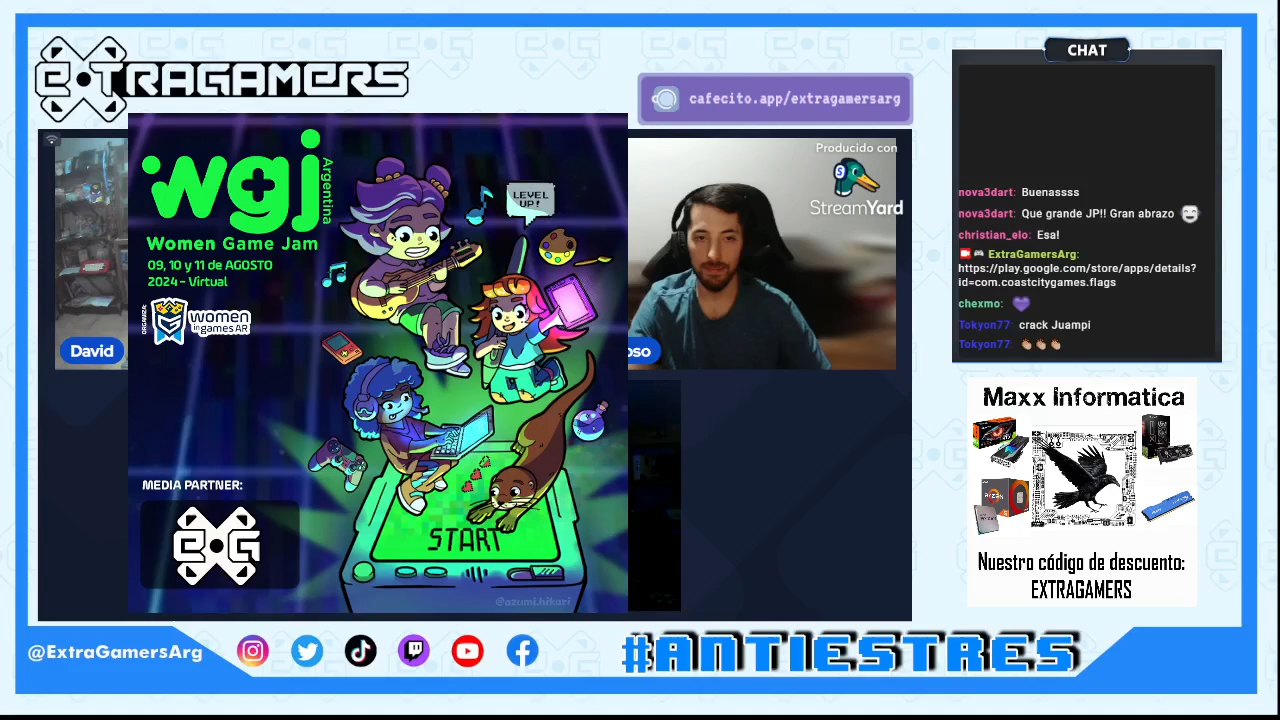 EXTRAGAMERS
cafecito.app/extragamersarg
CHAT
wgj
Argentina
Women Game Jam
09, 10 y 11 de AGOSTO
2024 - Virtual
ORGANIZA:
women
in games AR
LEVEL
UP!
MEDIA PARTNER:
EXG
START
@azumi.hikari
David
oso
Producido con
StreamYard
nova3dart: Buenassss
nova3dart: Que grande JP!! Gran abrazo
christian_elo: Esa!
ExtraGamersArg:
https://play.google.com/store/apps/details?
id=com.coastcitygames.flags
chexmo:
Tokyon77 crack Juampi
Tokyon77
Maxx Informatica
RYZEN
Nuestro código de descuento:
EXTRAGAMERS
@ExtraGamersArg
#ANTIESTRES